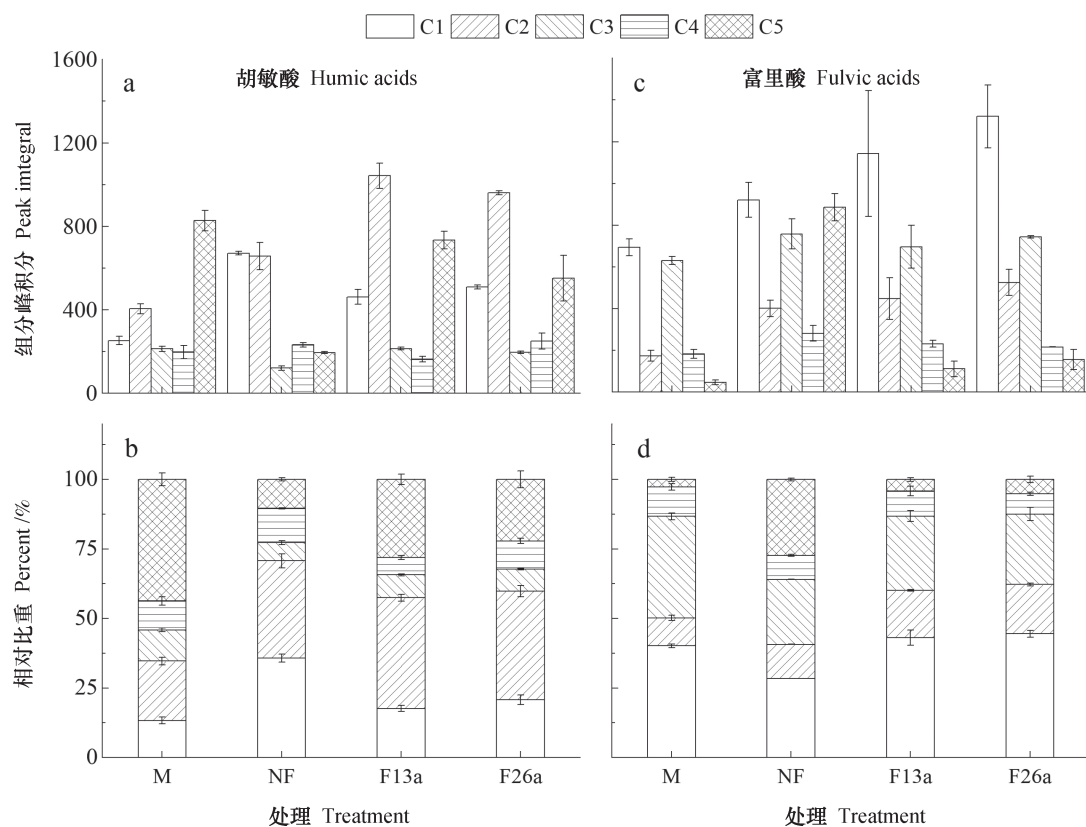 C1 C2 C3 C4 C5
a 胡敏酸 Humic acids
c 富里酸 Fulvic acids
1600
1200
800
400
0
组分峰积分 Peak imtegral
b
d
100
75
50
25
0
相对比重 Percent /%
M NF F13a F26a
M NF F13a F26a
处理 Treatment
处理 Treatment